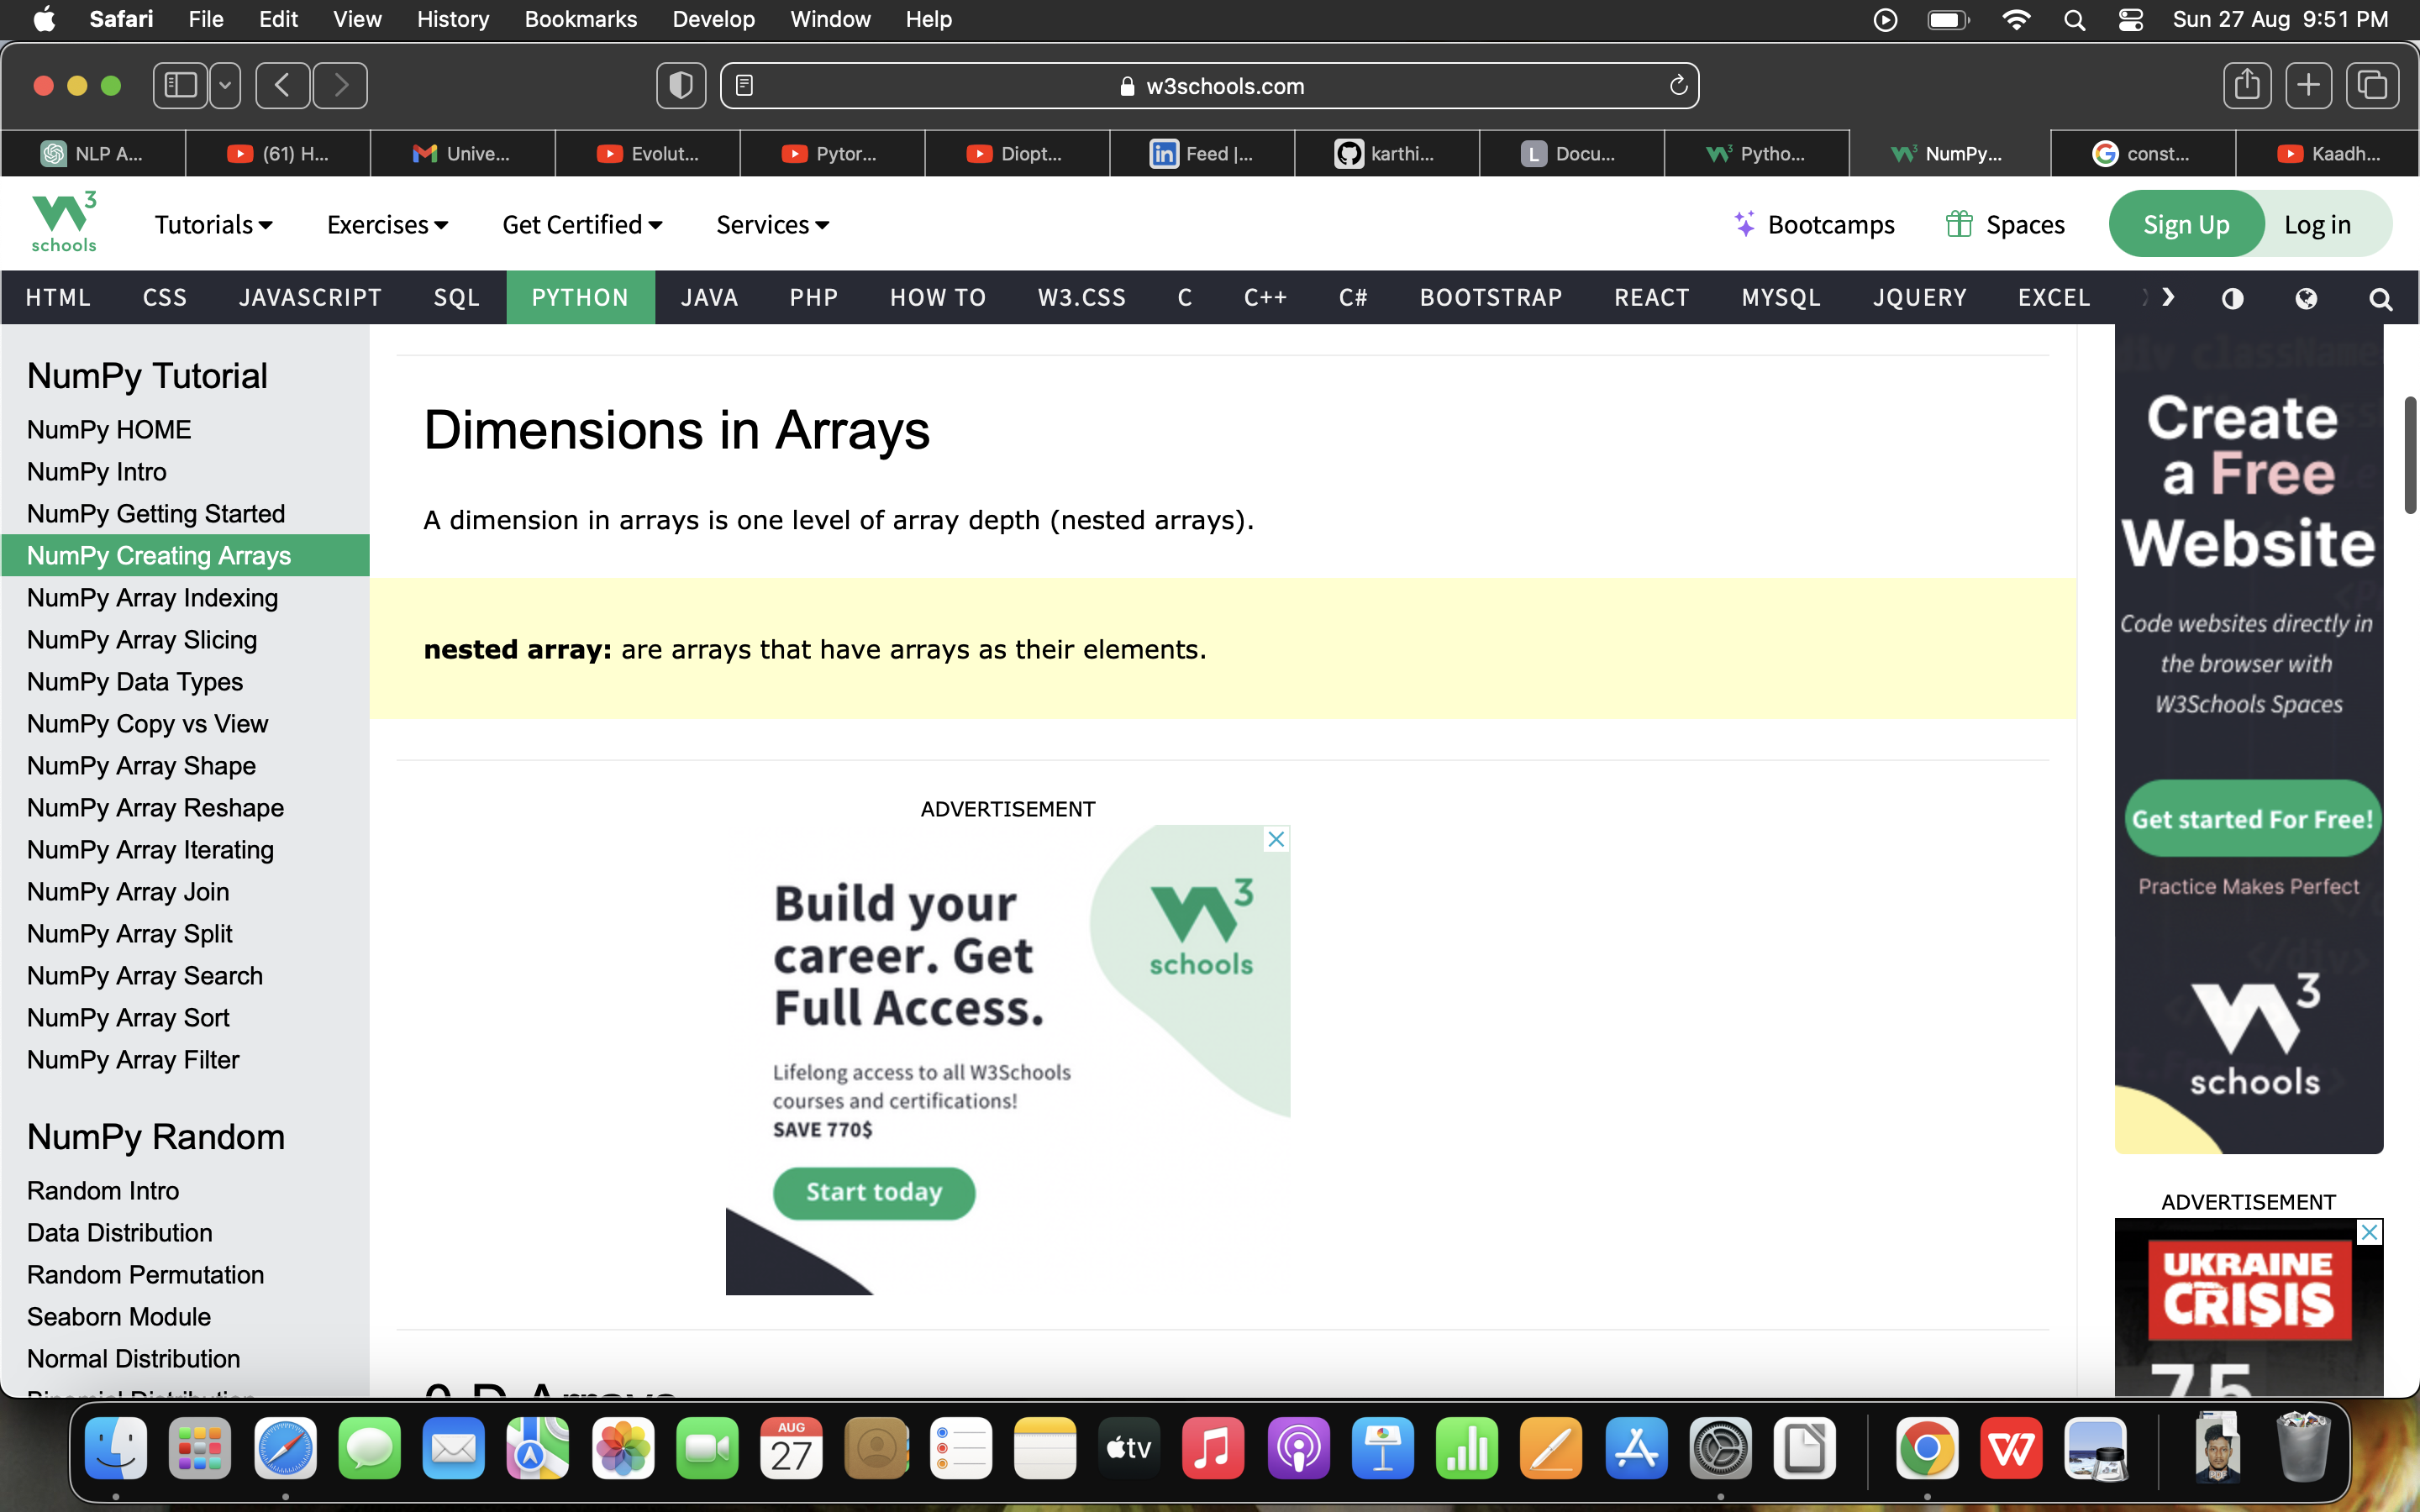 Safari File Edit View History Bookmarks Develop Window Help Sun 27 Aug 9:51 PM
w3schools.com
NLP A... (61) H... Unive... Evolut... Pytor... Diopt... Feed |... karthi... L Docu... Pytho... NumPy... const... Kaadh...
3 schools Tutorials Exercises Get Certified Services Bootcamps Spaces Sign Up Log in
HTML CSS JAVASCRIPT SQL PYTHON JAVA PHP HOW TO W3.CSS C C++ C# BOOTSTRAP REACT MYSQL JQUERY EXCEL
NumPy Tutorial
NumPy HOME
NumPy Intro
NumPy Getting Started
NumPy Creating Arrays
NumPy Array Indexing
NumPy Array Slicing
NumPy Data Types
NumPy Copy vs View
NumPy Array Shape
NumPy Array Reshape
NumPy Array Iterating
NumPy Array Join
NumPy Array Split
NumPy Array Search
NumPy Array Sort
NumPy Array Filter
NumPy Random
Random Intro
Data Distribution
Random Permutation
Seaborn Module
Normal Distribution
Binomial Distribution
Dimensions in Arrays
A dimension in arrays is one level of array depth (nested arrays).
nested array: are arrays that have arrays as their elements.
ADVERTISEMENT
Build your
career. Get
Full Access.
3
schools
Lifelong access to all W3Schools
courses and certifications!
SAVE 770$
Start today
0-D Arrays
Create
a Free
Website
Code websites directly in
the browser with
W3Schools Spaces
Get started For Free!
Practice Makes Perfect
3
schools
ADVERTISEMENT
UKRAINE
CRISIS
75
AUG
27
tv